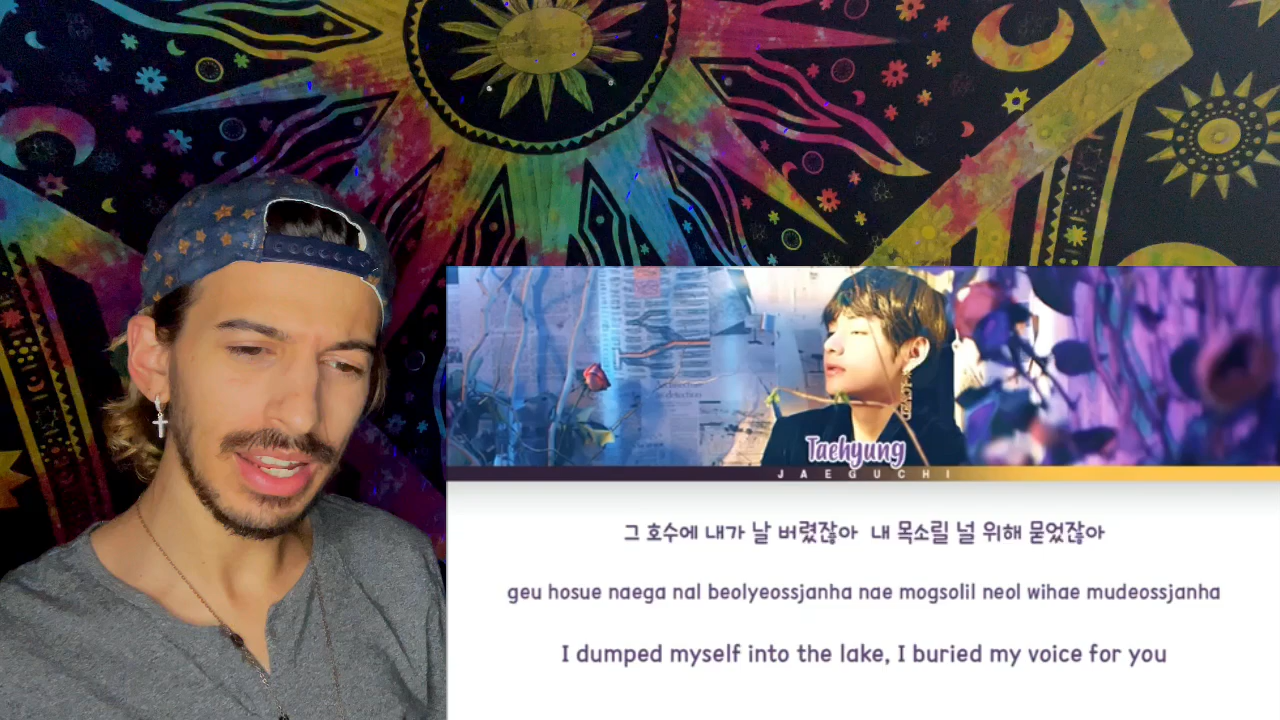 Taehyung
JAEGUCHI
그 호수에 내가 날 버렸잖아 내 목소릴 널 위해 묻었잖아
geu hosue naega nal beolyeossjanha nae mogsolil neol wihae mudeossjanha
I dumped myself into the lake, I buried my voice for you